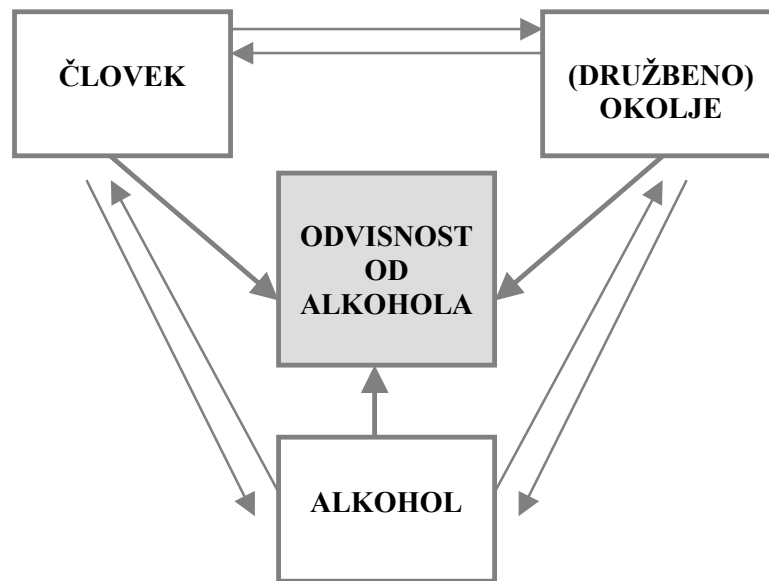 ČLOVEK
(DRUŽBENO)
OKOLJE
ODVISNOST
OD
ALKOHOLA
ALKOHOL